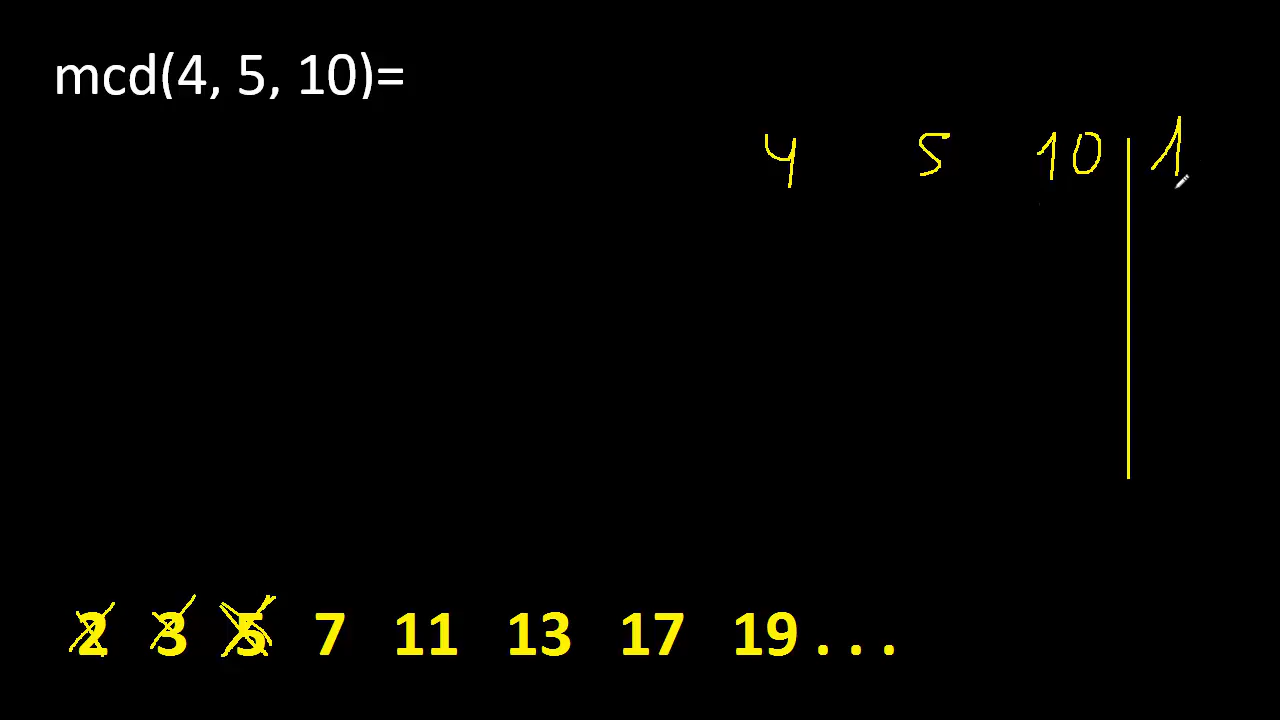 mcd(4, 5, 10)=
4 5 10 1
2 3 5 7 11 13 17 19 . . .